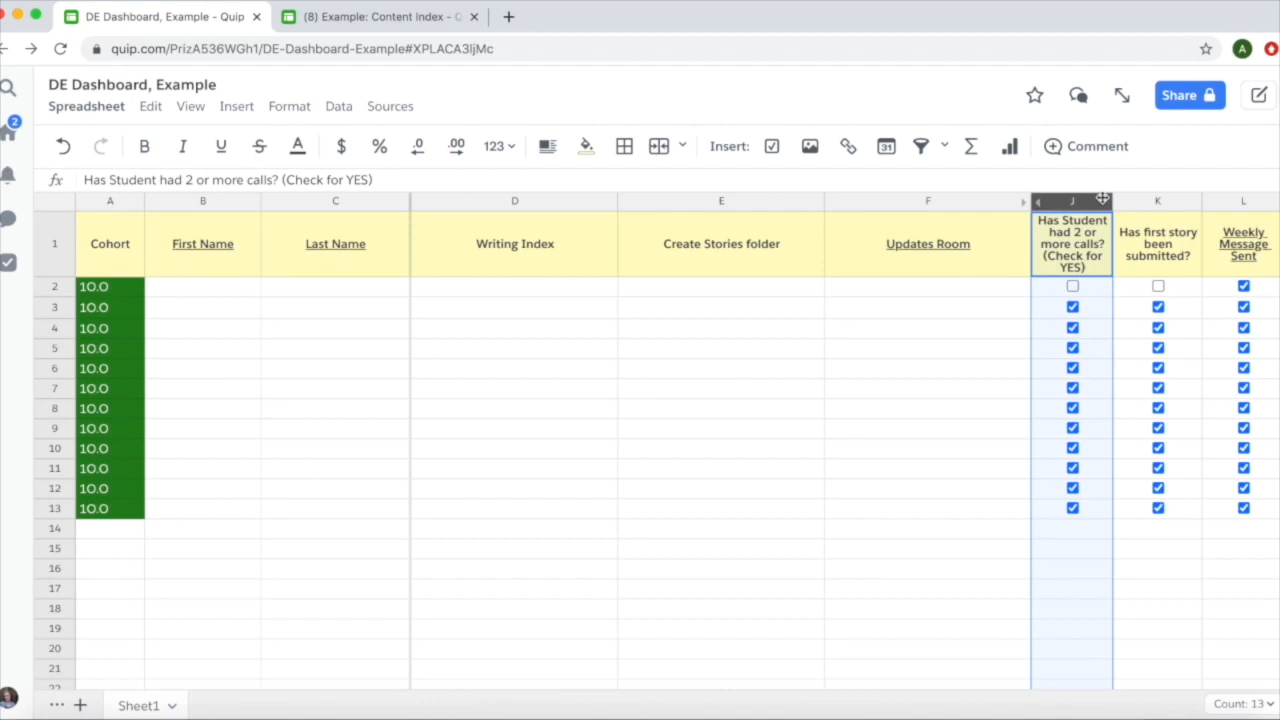 DE Dashboard, Example - Quip
(8) Example: Content Index - Q
quip.com/PrizA536WGh1/DE-Dashboard-Example#XPLACA3ljMc
A
DE Dashboard, Example
Spreadsheet Edit View Insert Format Data Sources
Share
2
B I U S A $ % .0 .00 123 Insert: 31 Σ Comment
fx Has Student had 2 or more calls? (Check for YES)
A B C D E F J K L
1 Cohort First Name Last Name Writing Index Create Stories folder Updates Room
Has Student
had 2 or
more calls?
(Check for
YES)
Has first story
been
submitted?
Weekly
Message
Sent
2 10.0
3 10.0
4 10.0
5 10.0
6 10.0
7 10.0
8 10.0
9 10.0
10 10.0
11 10.0
12 10.0
13 10.0
14
15
16
17
18
19
20
21
22
Sheet1
Count: 13